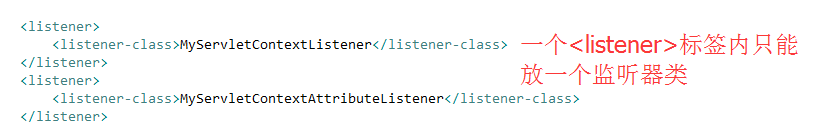 <listener>
<listener-class>MyServletContextListener</listener-class>
</listener>
<listener>
<listener-class>MyServletContextAttributeListener</listener-class>
</listener>
一个<listener>标签内只能
放一个监听器类